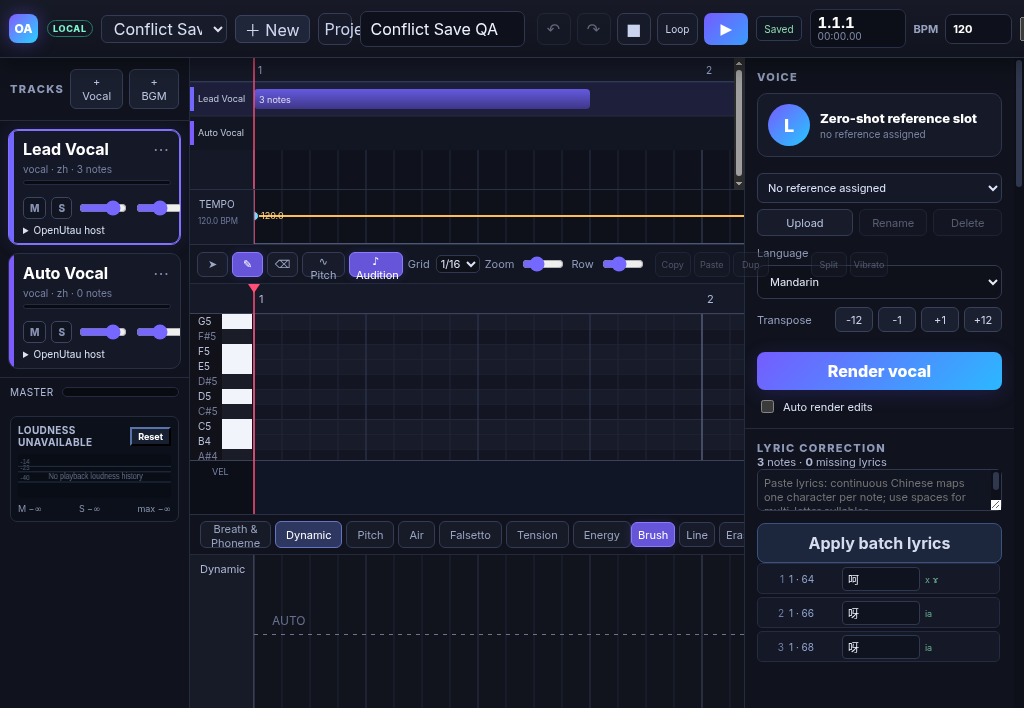 OA
LOCAL
Conflict Sav
+ New
Proje
Conflict Save QA
Loop
Saved
1.1.1
00:00.00
BPM
120
TRACKS
+
Vocal
+
BGM
Lead Vocal
vocal · zh · 3 notes
M
S
▶ OpenUtau host
Auto Vocal
vocal · zh · 0 notes
M
S
▶ OpenUtau host
MASTER
LOUDNESS
UNAVAILABLE
Reset
-14
-23
-40
No playback loudness history
M −∞
S −∞
max −∞
1
2
Lead Vocal
3 notes
Auto Vocal
TEMPO
120.0 BPM
120.0
Pitch
Audition
Grid
1/16
Zoom
Row
Copy
Paste
Dup
Split
Vibrato
1
2
G5
F#5
F5
E5
D#5
D5
C#5
C5
B4
A#4
VEL
Breath &
Phoneme
Dynamic
Pitch
Air
Falsetto
Tension
Energy
Brush
Line
Eras
Dynamic
AUTO
VOICE
L
Zero-shot reference slot
no reference assigned
No reference assigned
Upload
Rename
Delete
Language
Mandarin
Transpose
-12
-1
+1
+12
Render vocal
Auto render edits
LYRIC CORRECTION
3 notes · 0 missing lyrics
Paste lyrics: continuous Chinese maps
one character per note; use spaces for
multi-letter syllables
Apply batch lyrics
1 1 · 64 呵 x ɤ
2 1 · 66 呀 ia
3 1 · 68 呀 ia